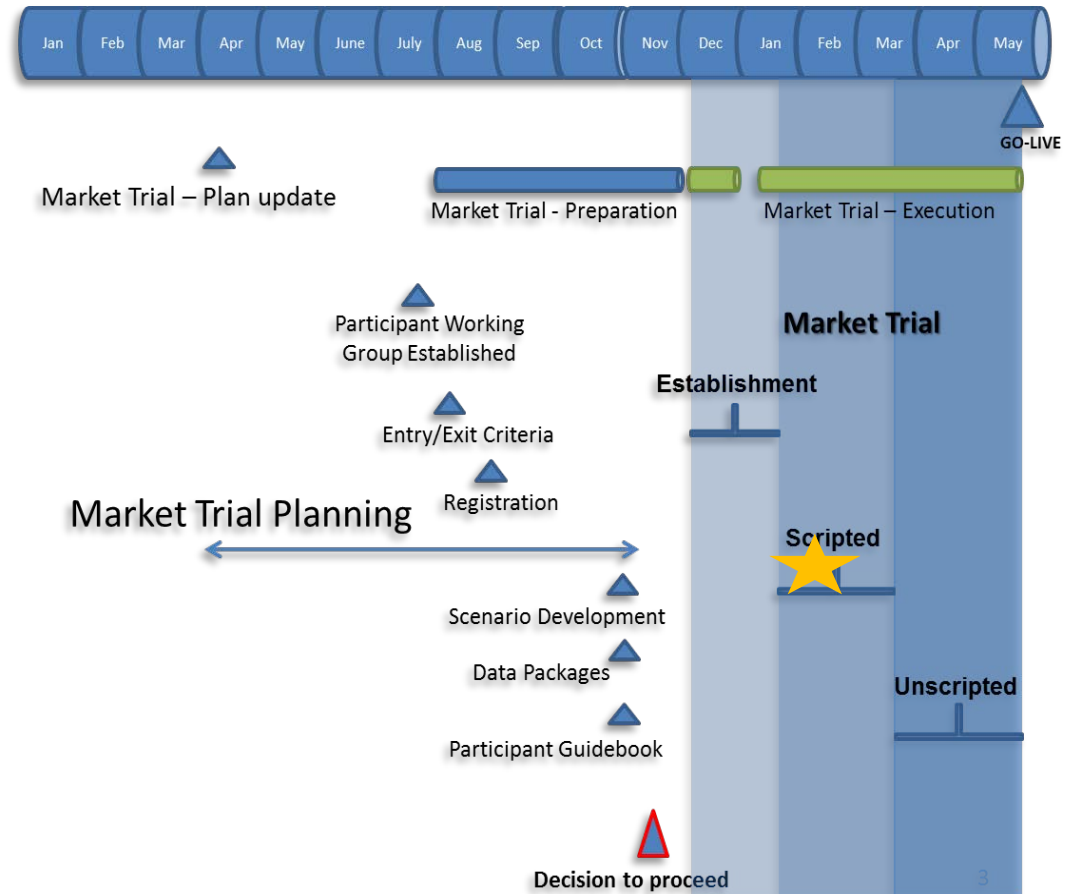 Jan Feb Mar Apr May June July Aug Sep Oct Nov Dec Jan Feb Mar Apr May
GO-LIVE
Market Trial – Plan update
Market Trial - Preparation
Market Trial – Execution
Participant Working
Group Established
Market Trial
Establishment
Entry/Exit Criteria
Registration
Market Trial Planning
Scripted
Scenario Development
Data Packages
Unscripted
Participant Guidebook
Decision to proceed
3